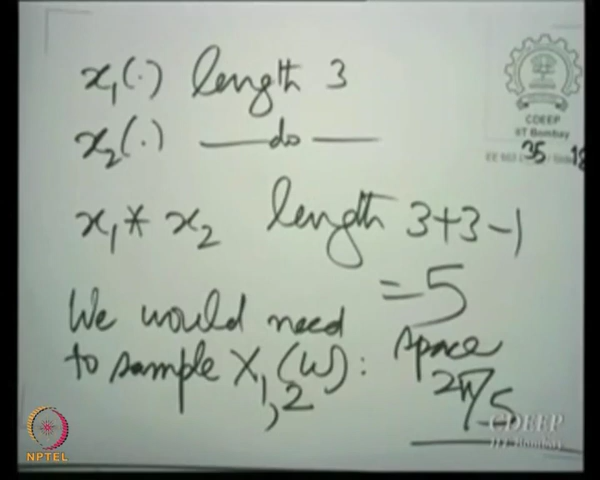 x₁(·) length 3
x₂(·) —do—
x₁ * x₂ length 3+3-1
= 5
We would need
to sample X₁,₂(ω): space
2π/5
CDEEP
IIT Bombay
35
CDEEP
IIT Bombay
NPTEL